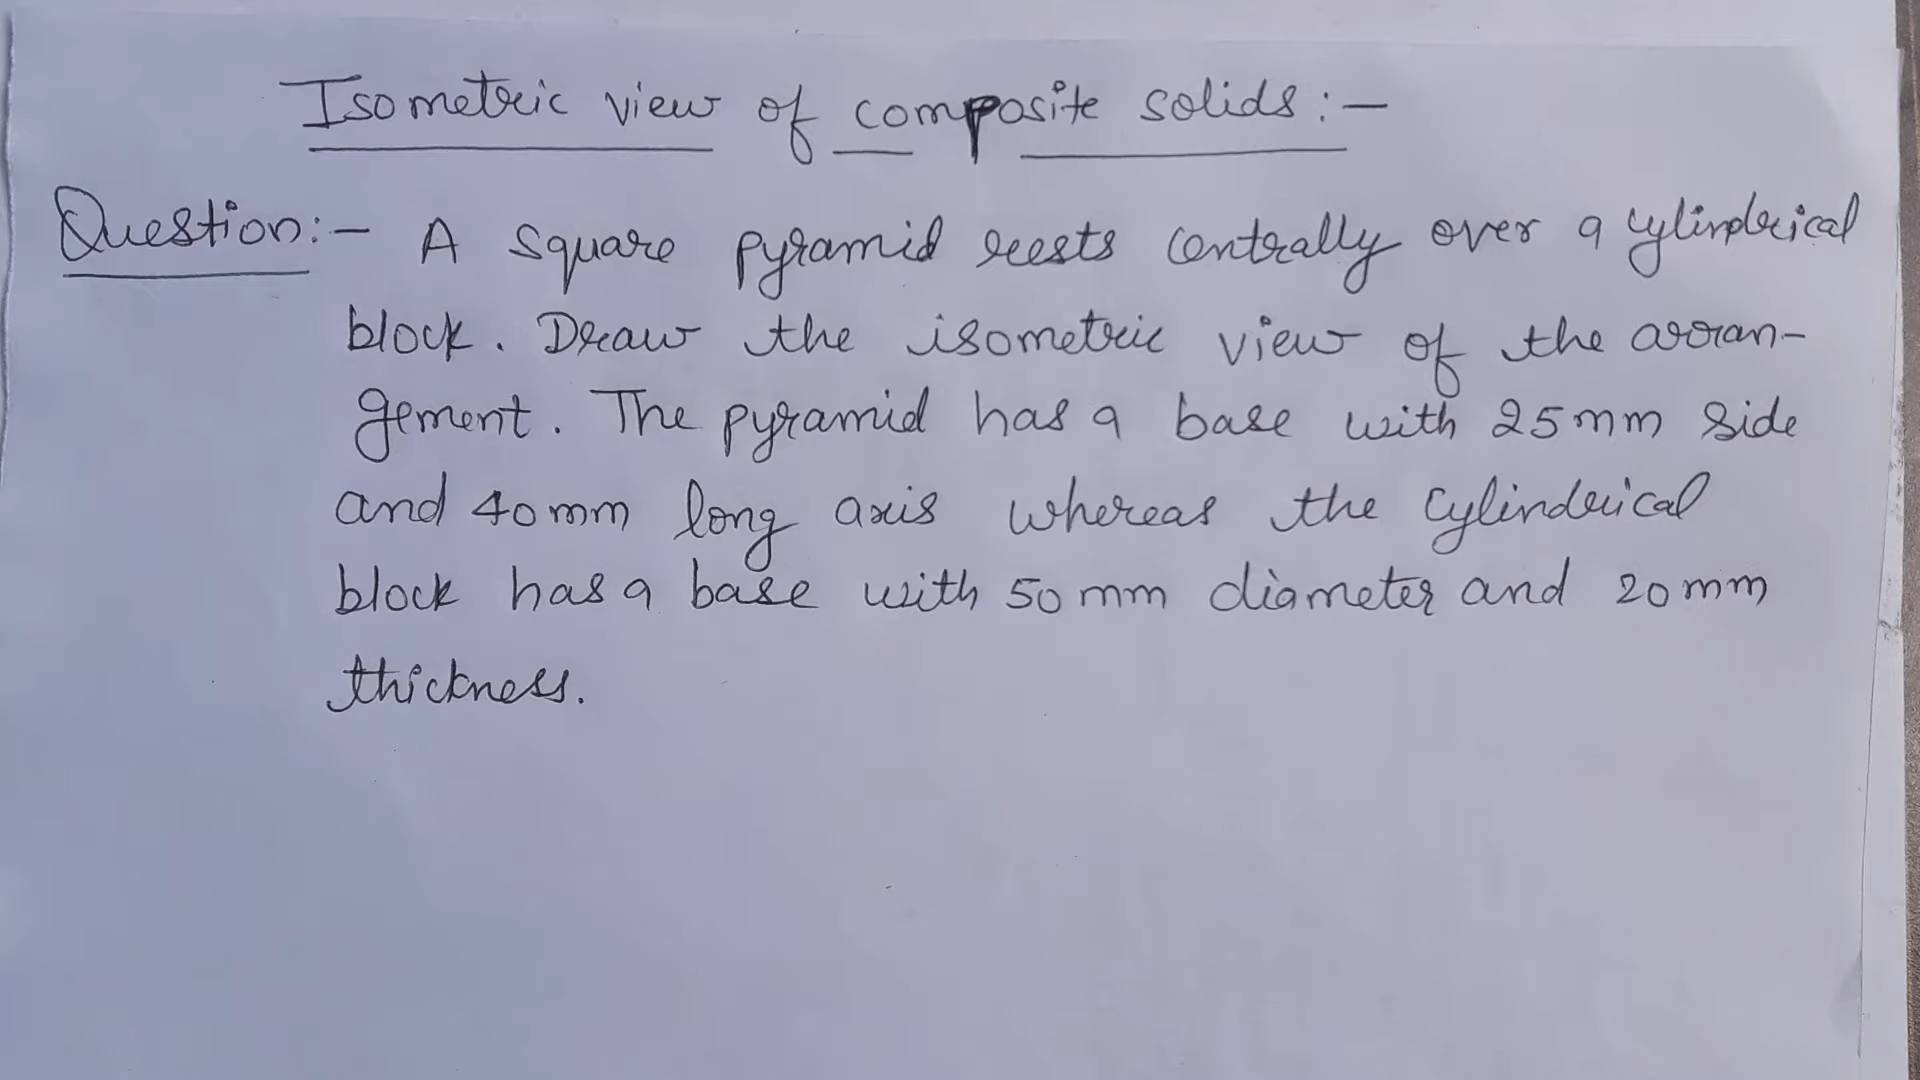 Isometric view of composite solids:-
Question:- A square pyramid rests centrally over a cylindrical
block. Draw the isometric view of the arran-
gement. The pyramid has a base with 25mm side
and 40mm long axis whereas the cylinderical
block has a base with 50mm diameter and 20mm
thickness.